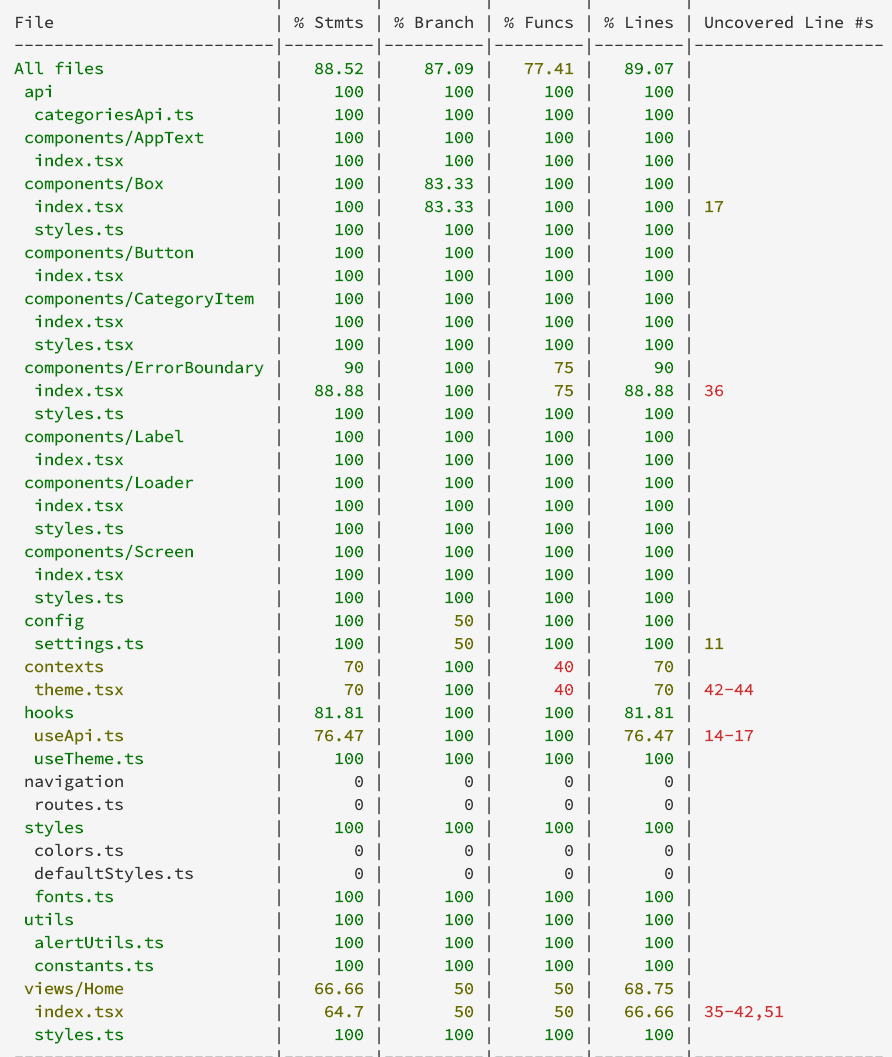 File | % Stmts | % Branch | % Funcs | % Lines | Uncovered Line #s
--------------------------|---------|----------|---------|---------|-------------------
All files | 88.52 | 87.09 | 77.41 | 89.07 |
api | 100 | 100 | 100 | 100 |
categoriesApi.ts | 100 | 100 | 100 | 100 |
components/AppText | 100 | 100 | 100 | 100 |
index.tsx | 100 | 100 | 100 | 100 |
components/Box | 100 | 83.33 | 100 | 100 |
index.tsx | 100 | 83.33 | 100 | 100 | 17
styles.ts | 100 | 100 | 100 | 100 |
components/Button | 100 | 100 | 100 | 100 |
index.tsx | 100 | 100 | 100 | 100 |
components/CategoryItem | 100 | 100 | 100 | 100 |
index.tsx | 100 | 100 | 100 | 100 |
styles.tsx | 100 | 100 | 100 | 100 |
components/ErrorBoundary | 90 | 100 | 75 | 90 |
index.tsx | 88.88 | 100 | 75 | 88.88 | 36
styles.ts | 100 | 100 | 100 | 100 |
components/Label | 100 | 100 | 100 | 100 |
index.tsx | 100 | 100 | 100 | 100 |
components/Loader | 100 | 100 | 100 | 100 |
index.tsx | 100 | 100 | 100 | 100 |
styles.ts | 100 | 100 | 100 | 100 |
components/Screen | 100 | 100 | 100 | 100 |
index.tsx | 100 | 100 | 100 | 100 |
styles.ts | 100 | 100 | 100 | 100 |
config | 100 | 50 | 100 | 100 |
settings.ts | 100 | 50 | 100 | 100 | 11
contexts | 70 | 100 | 40 | 70 |
theme.tsx | 70 | 100 | 40 | 70 | 42-44
hooks | 81.81 | 100 | 100 | 81.81 |
useApi.ts | 76.47 | 100 | 100 | 76.47 | 14-17
useTheme.ts | 100 | 100 | 100 | 100 |
navigation | 0 | 0 | 0 | 0 |
routes.ts | 0 | 0 | 0 | 0 |
styles | 100 | 100 | 100 | 100 |
colors.ts | 0 | 0 | 0 | 0 |
defaultStyles.ts | 0 | 0 | 0 | 0 |
fonts.ts | 100 | 100 | 100 | 100 |
utils | 100 | 100 | 100 | 100 |
alertUtils.ts | 100 | 100 | 100 | 100 |
constants.ts | 100 | 100 | 100 | 100 |
views/Home | 66.66 | 50 | 50 | 68.75 |
index.tsx | 64.7 | 50 | 50 | 66.66 | 35-42,51
styles.ts | 100 | 100 | 100 | 100 |